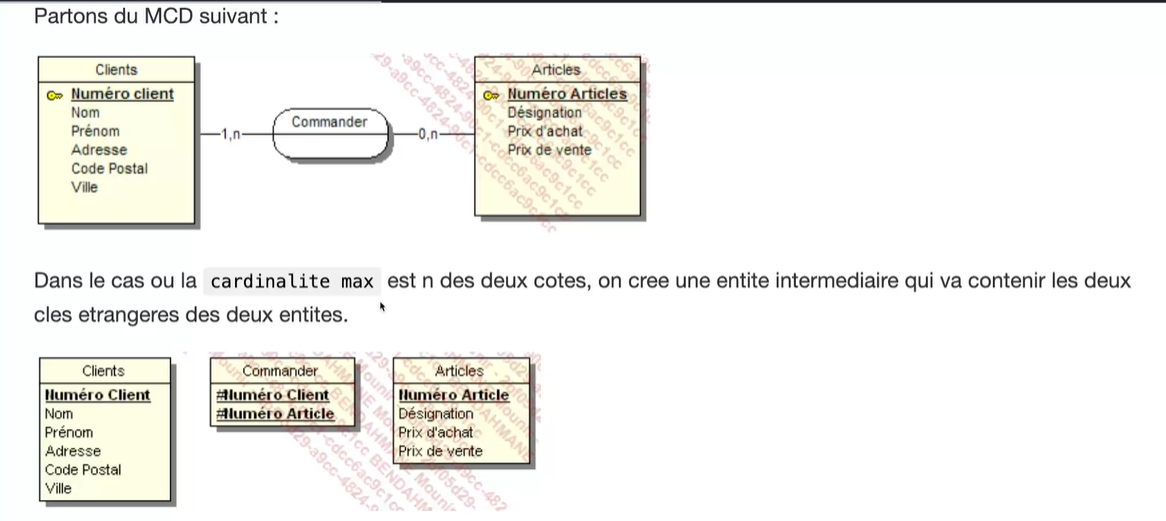 Partons du MCD suivant :
Clients
Numéro client
Nom
Prénom
Adresse
Code Postal
Ville
1,n
Commander
0,n
Articles
Numéro Articles
Désignation
Prix d'achat
Prix de vente
Dans le cas ou la cardinalite max est n des deux cotes, on cree une entite intermediaire qui va contenir les deux
cles etrangeres des deux entites.
Clients
Numéro Client
Nom
Prénom
Adresse
Code Postal
Ville
Commander
#Numéro Client
#Numéro Article
Articles
Numéro Article
Désignation
Prix d'achat
Prix de vente